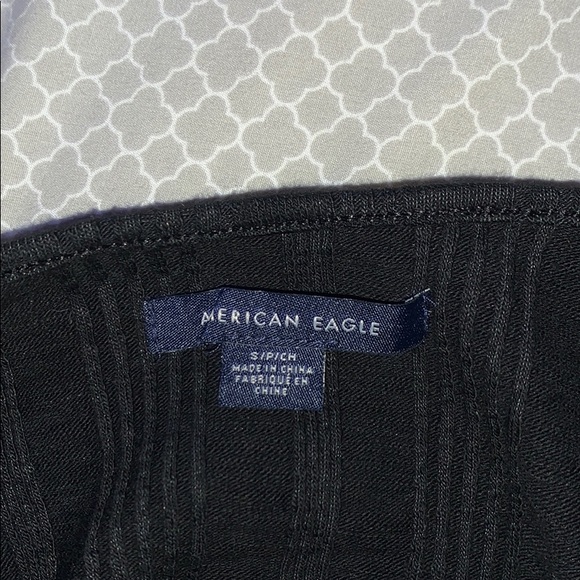 MERICAN EAGLE
S/P/CH
MADE IN CHINA
FABRIQUÉ EN
CHINE